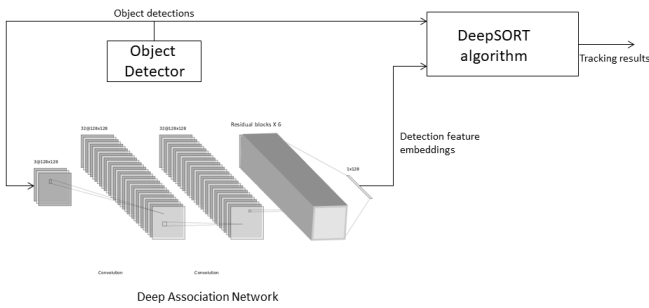 Object detections
Object
Detector
DeepSORT
algorithm
Tracking results
Detection feature
embeddings
3@128x128
32@128x128
32@128x128
Residual blocks X 6
1x128
Convolution
Convolution
Deep Association Network